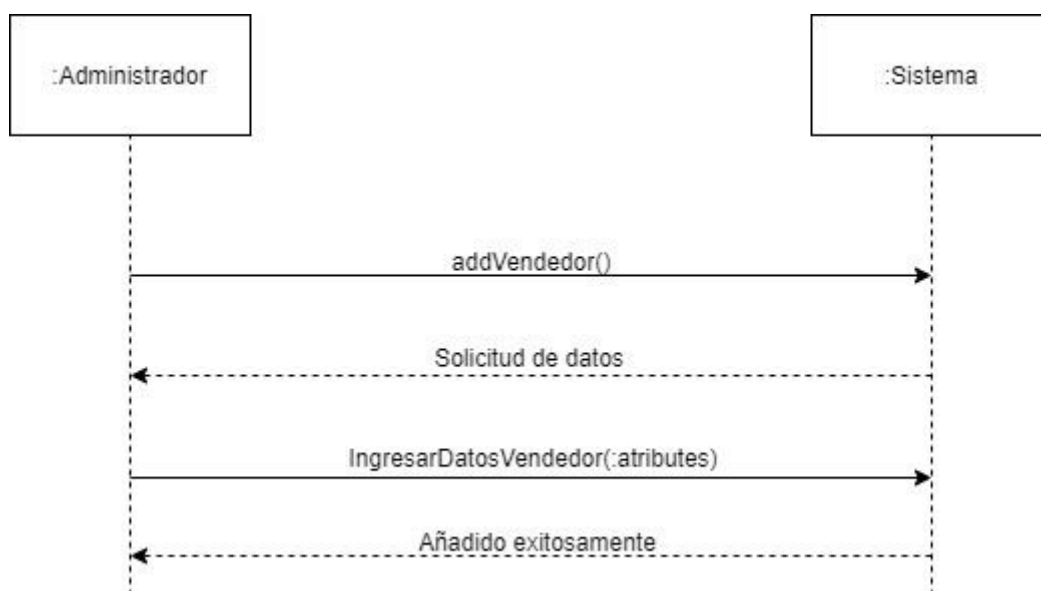 :Administrador
:Sistema
addVendedor()
Solicitud de datos
IngresarDatosVendedor(:atributes)
Añadido exitosamente